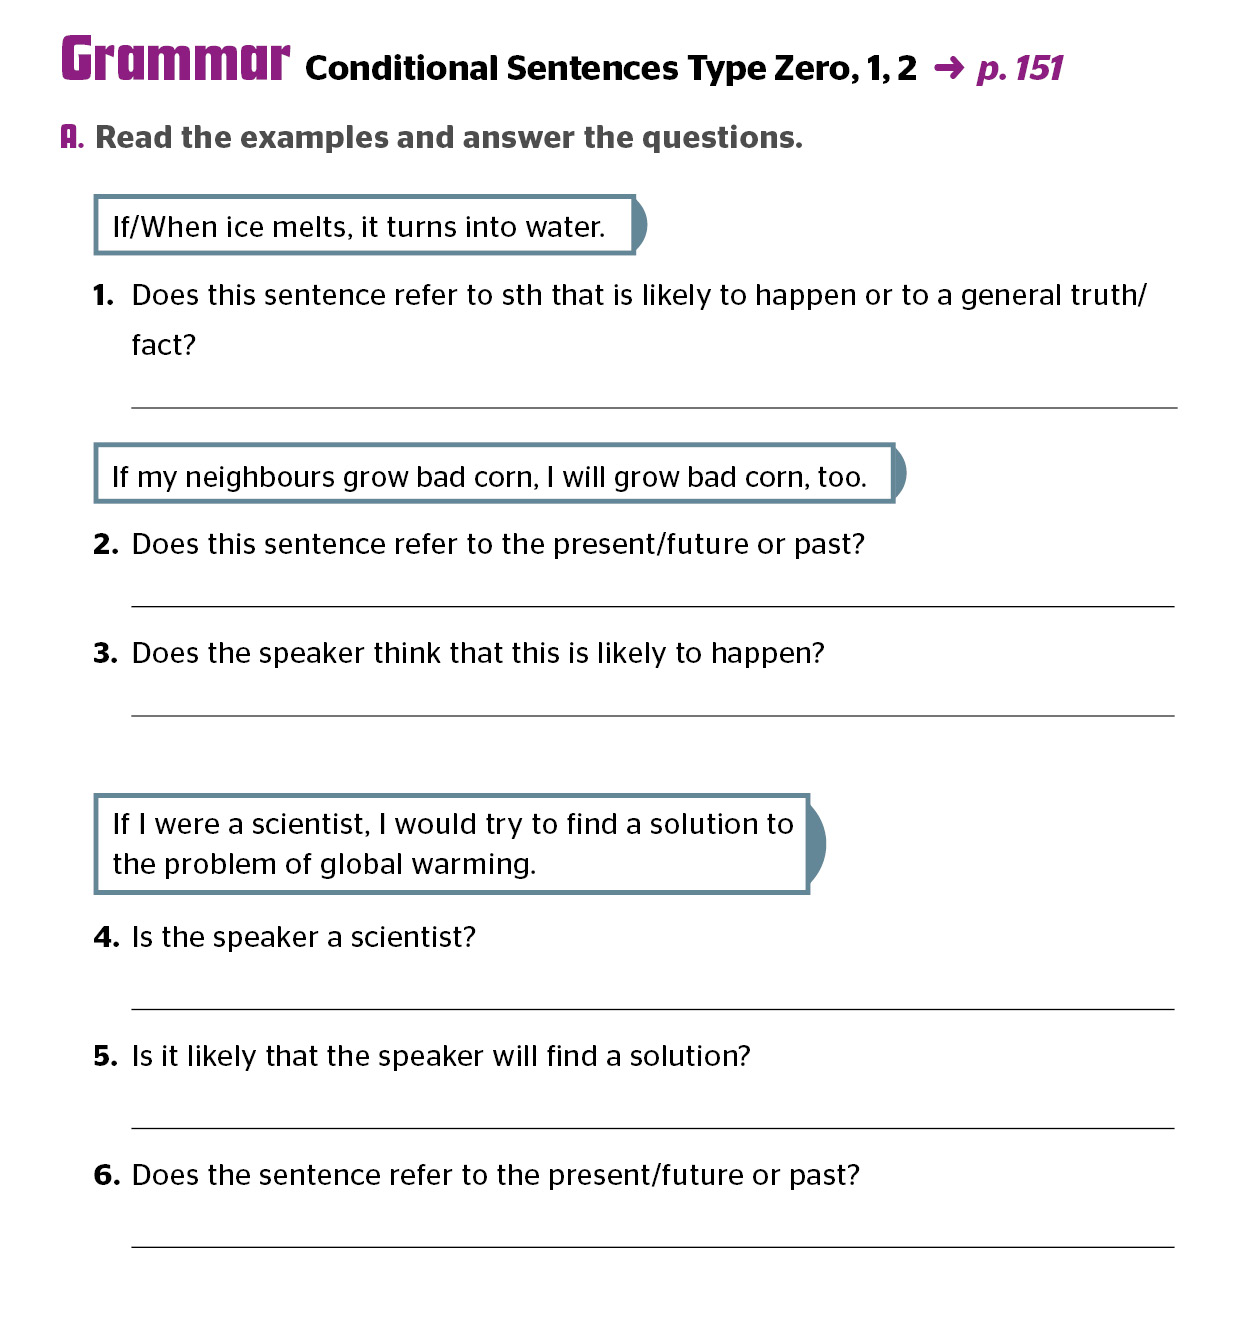 Grammar Conditional Sentences Type Zero, 1, 2 → p. 151
A. Read the examples and answer the questions.
If/When ice melts, it turns into water.
1. Does this sentence refer to sth that is likely to happen or to a general truth/
fact?
If my neighbours grow bad corn, I will grow bad corn, too.
2. Does this sentence refer to the present/future or past?
3. Does the speaker think that this is likely to happen?
If I were a scientist, I would try to find a solution to
the problem of global warming.
4. Is the speaker a scientist?
5. Is it likely that the speaker will find a solution?
6. Does the sentence refer to the present/future or past?